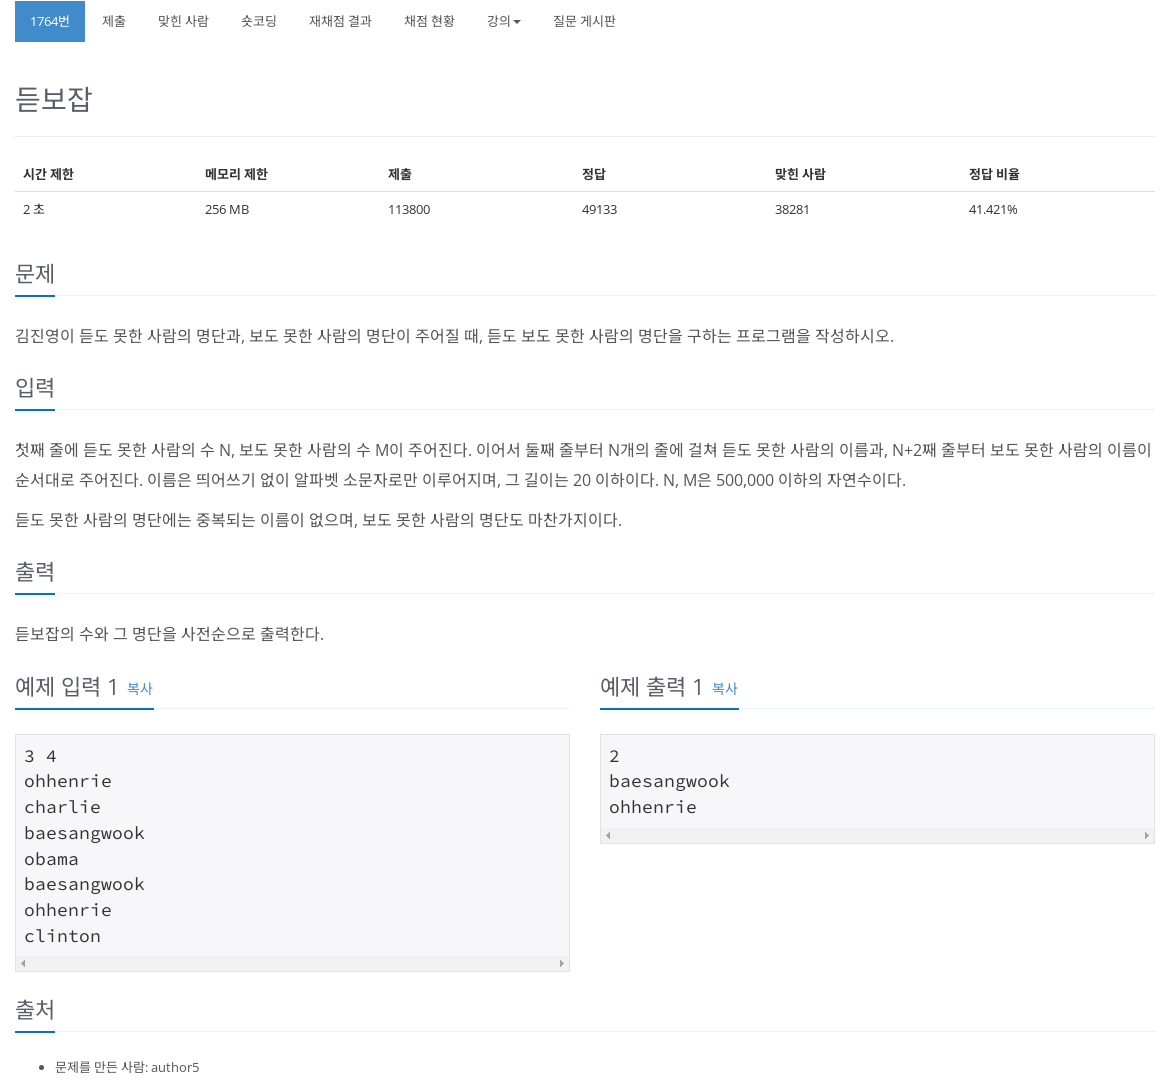 1764번 제출 맞힌 사람 숏코딩 재채점 결과 채점 현황 강의 질문 게시판
듣보잡
시간 제한 메모리 제한 제출 정답 맞힌 사람 정답 비율
2 초 256 MB 113800 49133 38281 41.421%
문제
김진영이 듣도 못한 사람의 명단과, 보도 못한 사람의 명단이 주어질 때, 듣도 보도 못한 사람의 명단을 구하는 프로그램을 작성하시오.
입력
첫째 줄에 듣도 못한 사람의 수 N, 보도 못한 사람의 수 M이 주어진다. 이어서 둘째 줄부터 N개의 줄에 걸쳐 듣도 못한 사람의 이름과, N+2째 줄부터 보도 못한 사람의 이름이
순서대로 주어진다. 이름은 띄어쓰기 없이 알파벳 소문자로만 이루어지며, 그 길이는 20 이하이다. N, M은 500,000 이하의 자연수이다.
듣도 못한 사람의 명단에는 중복되는 이름이 없으며, 보도 못한 사람의 명단도 마찬가지이다.
출력
듣보잡의 수와 그 명단을 사전순으로 출력한다.
예제 입력 1 복사
3 4
ohhenrie
charlie
baesangwook
obama
baesangwook
ohhenrie
clinton
예제 출력 1 복사
2
baesangwook
ohhenrie
출처
문제를 만든 사람: author5